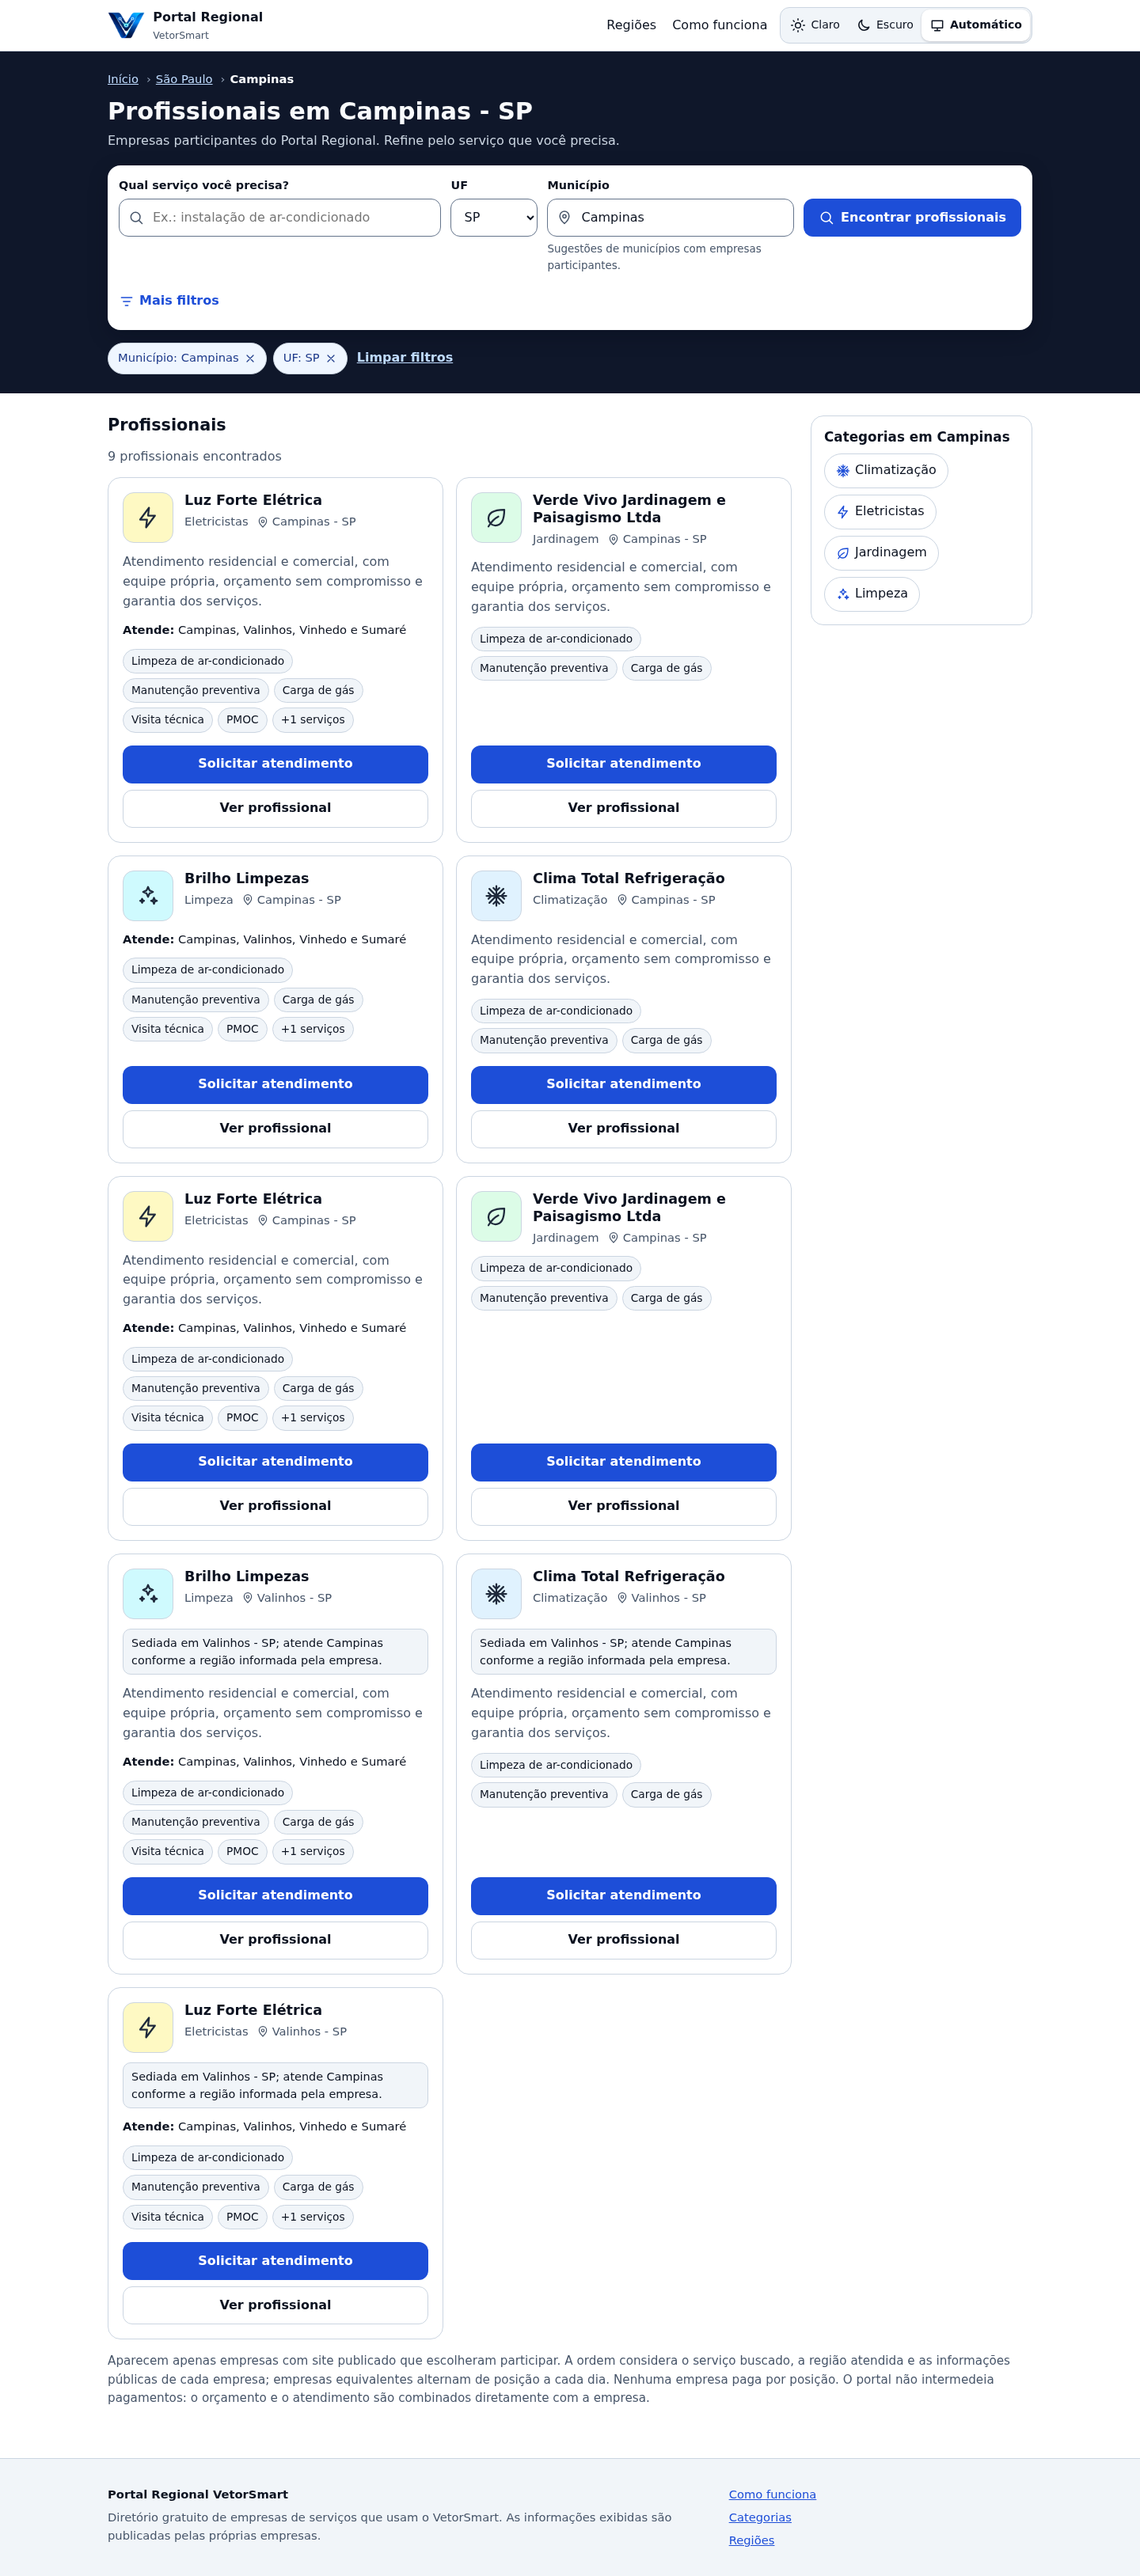 Portal Regional
VetorSmart
Regiões
Como funciona
Claro
Escuro
Automático
Início › São Paulo › Campinas
Profissionais em Campinas - SP
Empresas participantes do Portal Regional. Refine pelo serviço que você precisa.
Qual serviço você precisa?
Ex.: instalação de ar-condicionado
UF
SP
Município
Campinas
Sugestões de municípios com empresas
participantes.
Encontrar profissionais
Mais filtros
Município: Campinas
UF: SP
Limpar filtros
Profissionais
9 profissionais encontrados
Luz Forte Elétrica
Eletricistas Campinas - SP
Atendimento residencial e comercial, com
equipe própria, orçamento sem compromisso e
garantia dos serviços.
Atende: Campinas, Valinhos, Vinhedo e Sumaré
Limpeza de ar-condicionado
Manutenção preventiva Carga de gás
Visita técnica PMOC +1 serviços
Solicitar atendimento
Ver profissional
Verde Vivo Jardinagem e
Paisagismo Ltda
Jardinagem Campinas - SP
Atendimento residencial e comercial, com
equipe própria, orçamento sem compromisso e
garantia dos serviços.
Limpeza de ar-condicionado
Manutenção preventiva Carga de gás
Solicitar atendimento
Ver profissional
Brilho Limpezas
Limpeza Campinas - SP
Atende: Campinas, Valinhos, Vinhedo e Sumaré
Limpeza de ar-condicionado
Manutenção preventiva Carga de gás
Visita técnica PMOC +1 serviços
Solicitar atendimento
Ver profissional
Clima Total Refrigeração
Climatização Campinas - SP
Atendimento residencial e comercial, com
equipe própria, orçamento sem compromisso e
garantia dos serviços.
Limpeza de ar-condicionado
Manutenção preventiva Carga de gás
Solicitar atendimento
Ver profissional
Luz Forte Elétrica
Eletricistas Campinas - SP
Atendimento residencial e comercial, com
equipe própria, orçamento sem compromisso e
garantia dos serviços.
Atende: Campinas, Valinhos, Vinhedo e Sumaré
Limpeza de ar-condicionado
Manutenção preventiva Carga de gás
Visita técnica PMOC +1 serviços
Solicitar atendimento
Ver profissional
Verde Vivo Jardinagem e
Paisagismo Ltda
Jardinagem Campinas - SP
Limpeza de ar-condicionado
Manutenção preventiva Carga de gás
Solicitar atendimento
Ver profissional
Brilho Limpezas
Limpeza Valinhos - SP
Sediada em Valinhos - SP; atende Campinas
conforme a região informada pela empresa.
Atendimento residencial e comercial, com
equipe própria, orçamento sem compromisso e
garantia dos serviços.
Atende: Campinas, Valinhos, Vinhedo e Sumaré
Limpeza de ar-condicionado
Manutenção preventiva Carga de gás
Visita técnica PMOC +1 serviços
Solicitar atendimento
Ver profissional
Clima Total Refrigeração
Climatização Valinhos - SP
Sediada em Valinhos - SP; atende Campinas
conforme a região informada pela empresa.
Atendimento residencial e comercial, com
equipe própria, orçamento sem compromisso e
garantia dos serviços.
Limpeza de ar-condicionado
Manutenção preventiva Carga de gás
Solicitar atendimento
Ver profissional
Luz Forte Elétrica
Eletricistas Valinhos - SP
Sediada em Valinhos - SP; atende Campinas
conforme a região informada pela empresa.
Atende: Campinas, Valinhos, Vinhedo e Sumaré
Limpeza de ar-condicionado
Manutenção preventiva Carga de gás
Visita técnica PMOC +1 serviços
Solicitar atendimento
Ver profissional
Categorias em Campinas
Climatização
Eletricistas
Jardinagem
Limpeza
Aparecem apenas empresas com site publicado que escolheram participar. A ordem considera o serviço buscado, a região atendida e as informações
públicas de cada empresa; empresas equivalentes alternam de posição a cada dia. Nenhuma empresa paga por posição. O portal não intermedeia
pagamentos: o orçamento e o atendimento são combinados diretamente com a empresa.
Portal Regional VetorSmart
Diretório gratuito de empresas de serviços que usam o VetorSmart. As informações exibidas são
publicadas pelas próprias empresas.
Como funciona
Categorias
Regiões